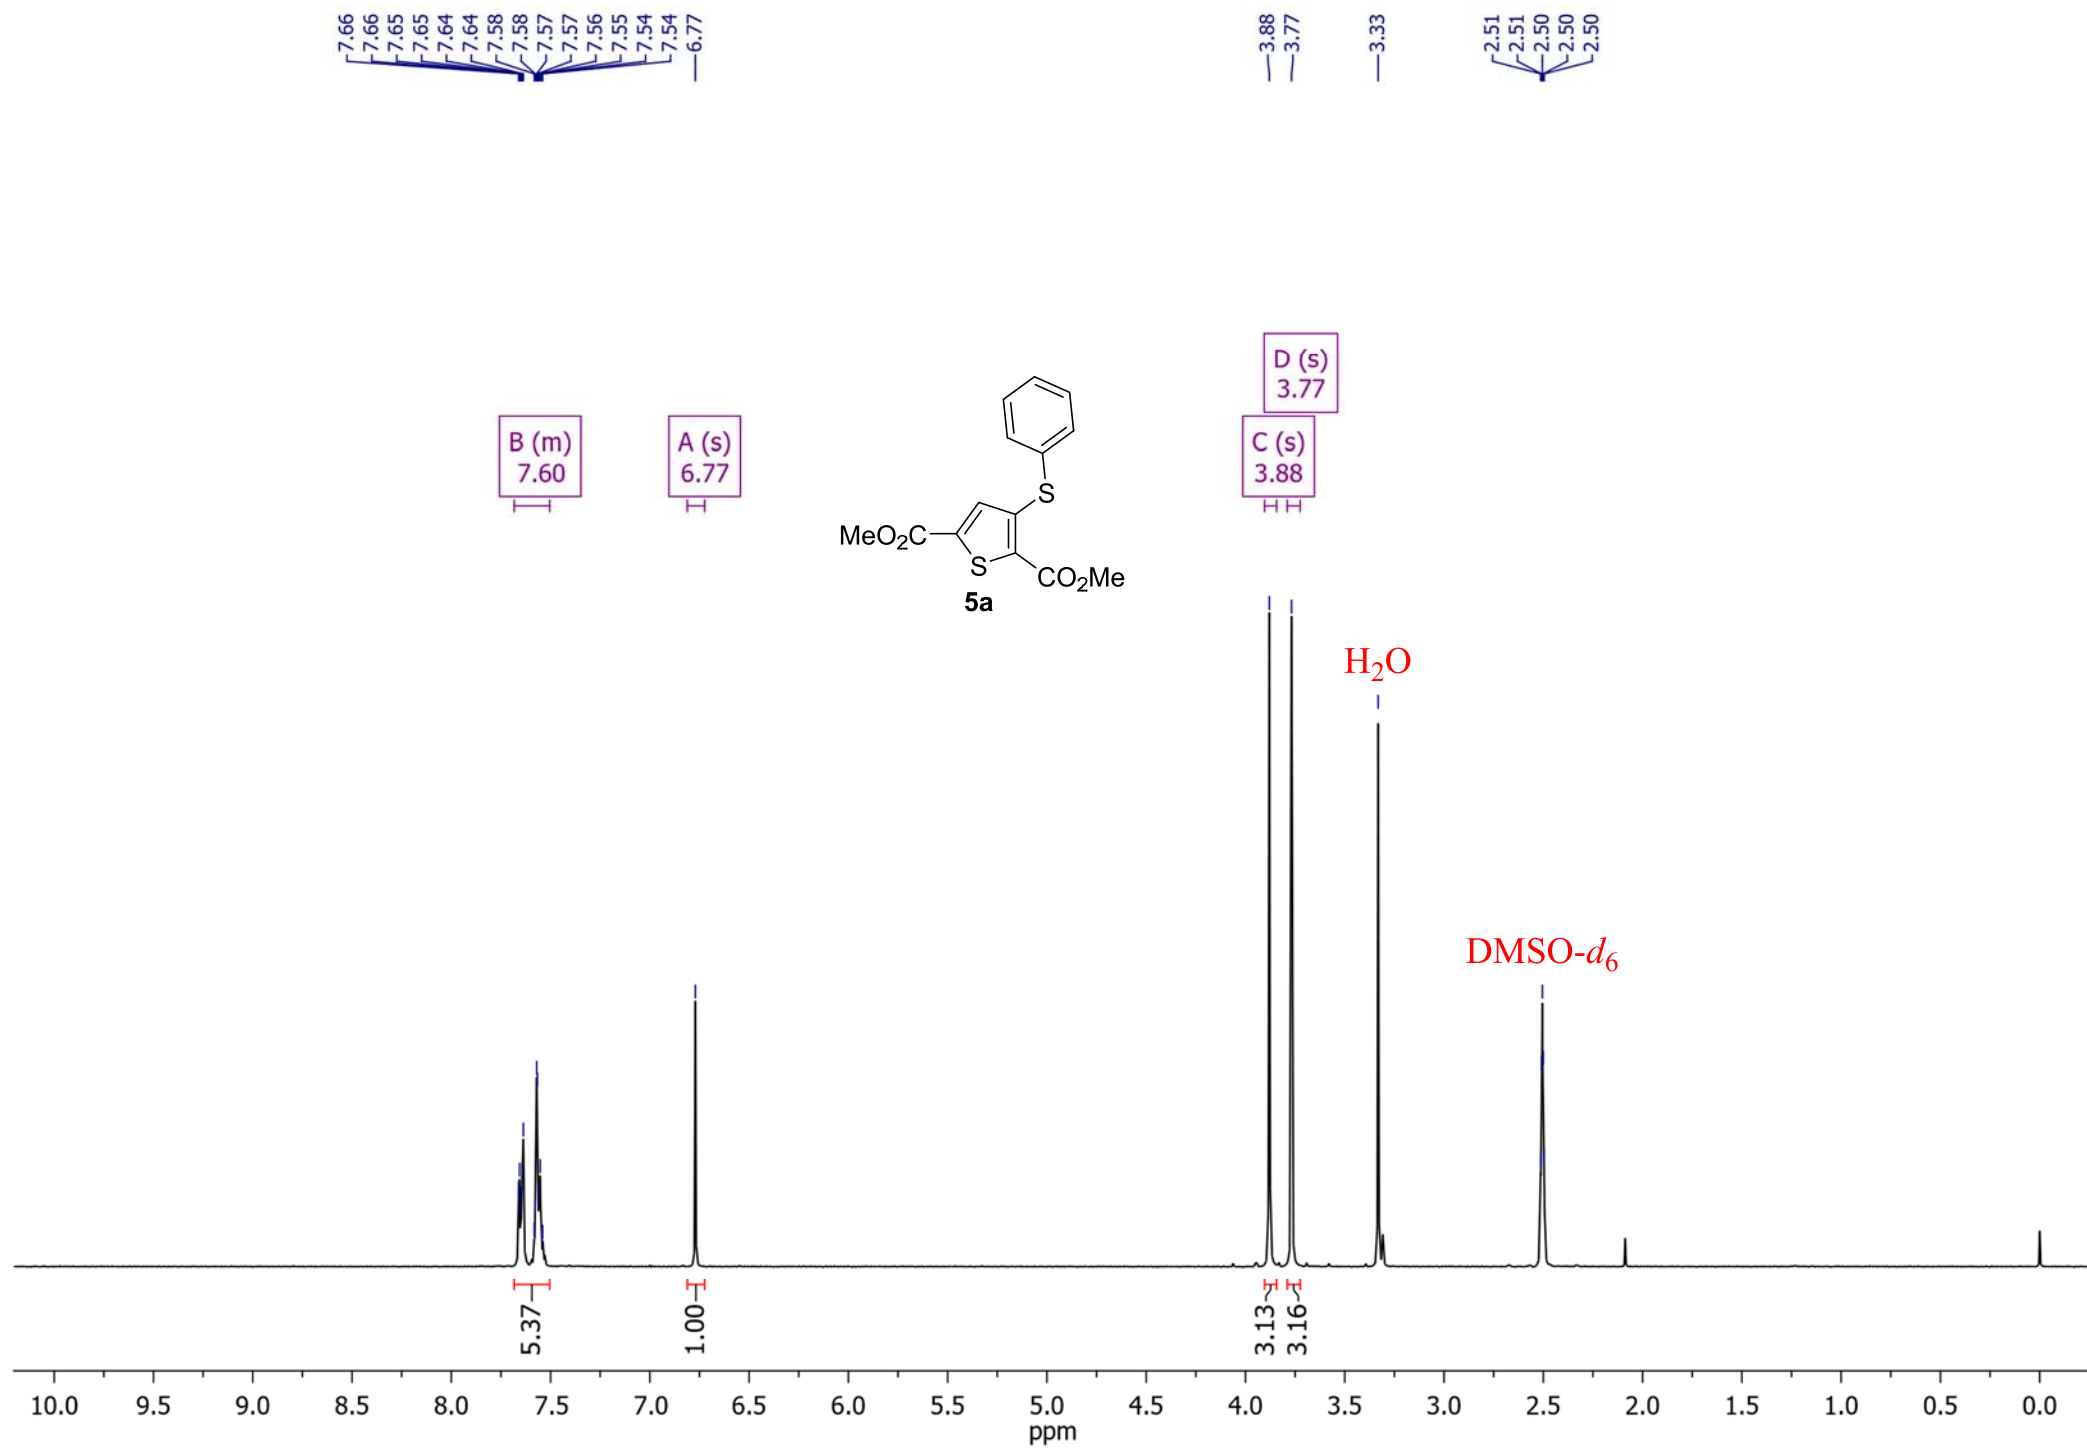 7.66
7.66
7.65
7.65
7.64
7.64
7.58
7.58
7.57
7.57
7.56
7.55
7.54
7.54
6.77
3.88
3.77
3.33
2.51
2.51
2.50
2.50
2.50
D (s)
3.77
B (m)
7.60
A (s)
6.77
C (s)
3.88
S
MeO₂C
S
CO₂Me
5a
H₂O
DMSO-d₆
5.37
1.00
3.13
3.16
10.0 9.5 9.0 8.5 8.0 7.5 7.0 6.5 6.0 5.5 5.0 4.5 4.0 3.5 3.0 2.5 2.0 1.5 1.0 0.5 0.0
ppm